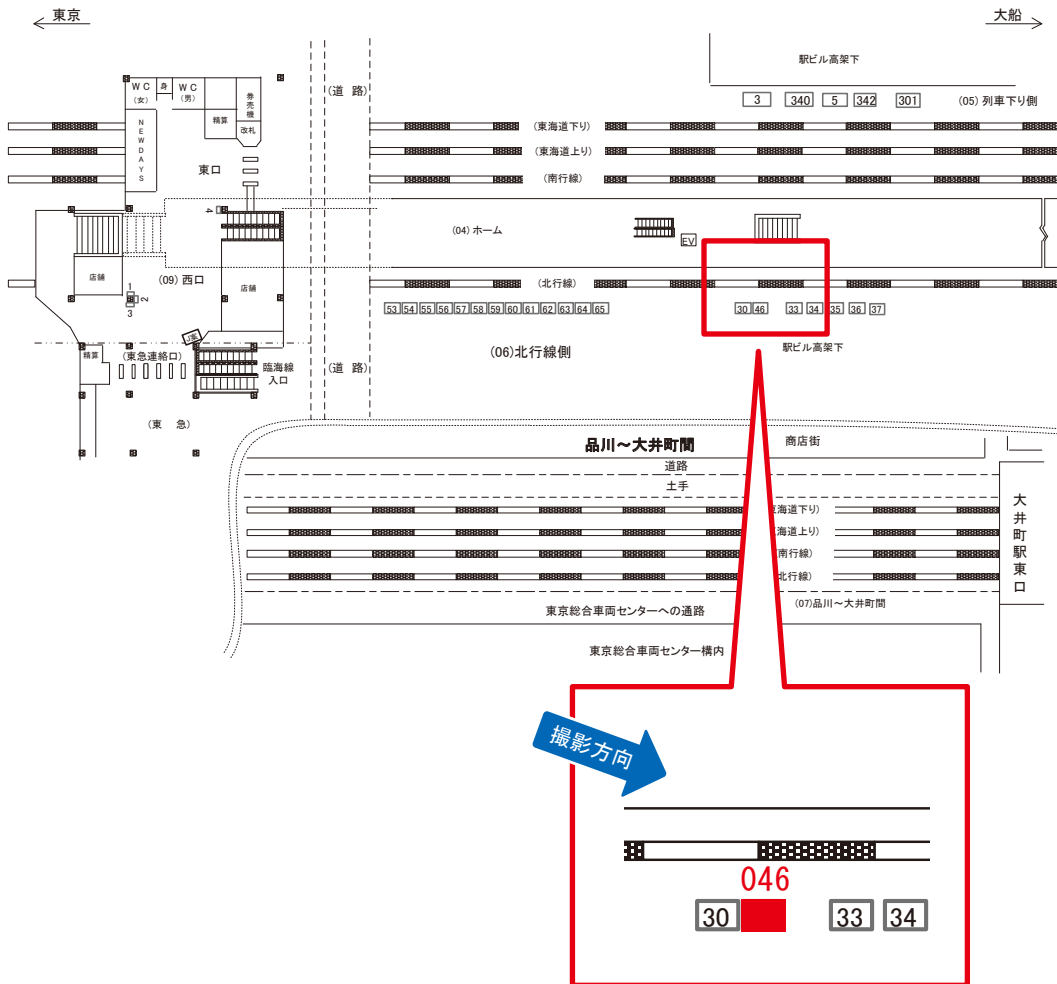 東京
大船
駅ビル高架下
3 340 5 342 301 (05) 列車下り側
WC
(女)
身
WC
(男)
券売機
精算
改札
NEWDAYS
東口
(道 路)
(東海道下り)
(東海道上り)
(南行線)
4
(04) ホーム
EV
店舗
(09) 西口
店舗
1
2
3
(北行線)
53 54 55 56 57 58 59 60 61 62 63 64 65
30 46 33 34 35 36 37
精算
(東急連絡口)
臨海線
入口
(道 路)
(06)北行線側
駅ビル高架下
(東 急)
品川~大井町間
商店街
道路
土手
海道下り)
海道上り)
南行線)
北行線)
大井町駅東口
(07)品川~大井町間
東京総合車両センターへの通路
東京総合車両センター構内
撮影方向
046
30 33 34